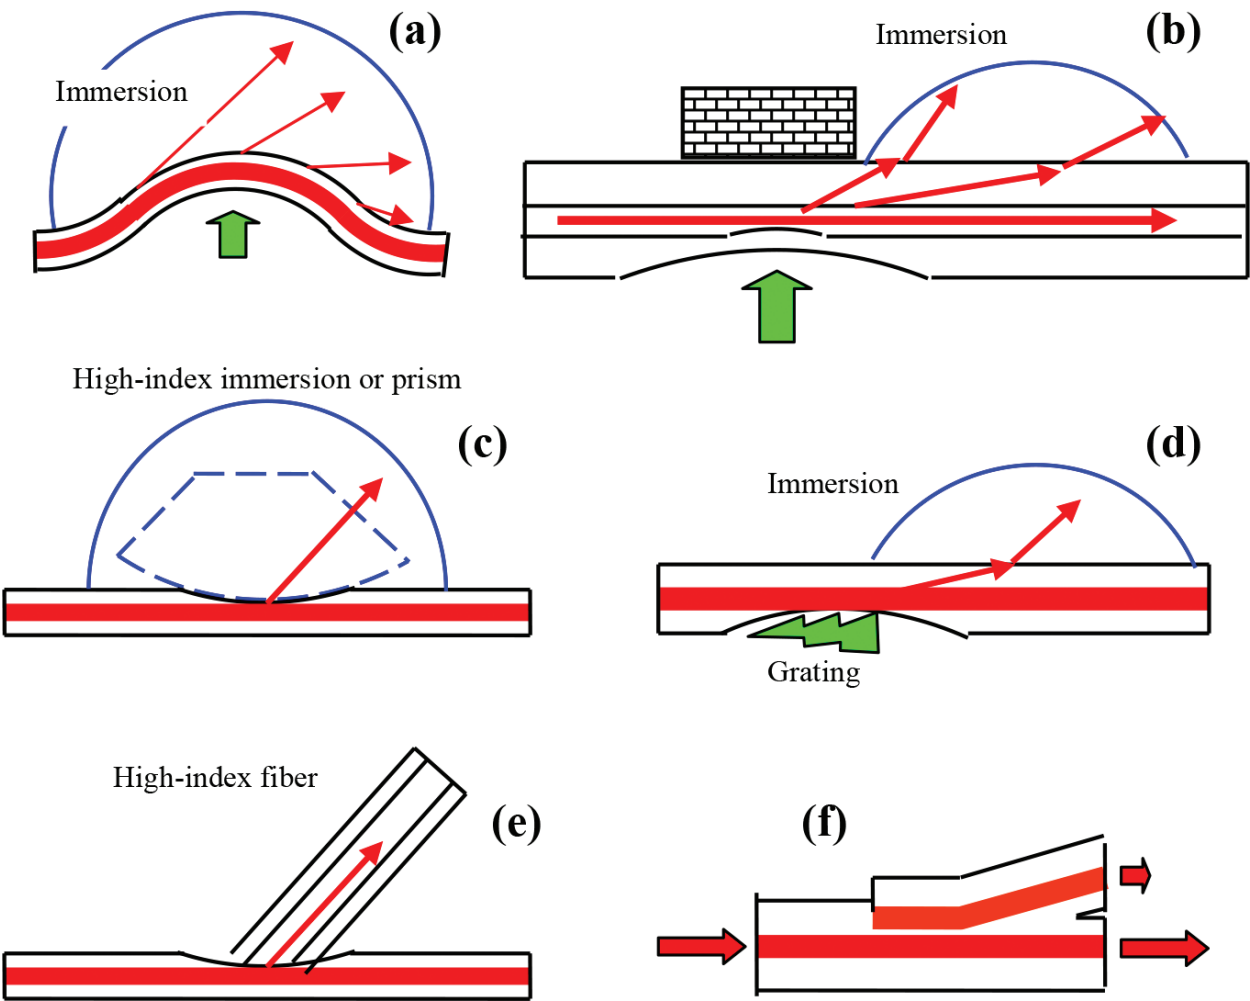 (a)
Immersion
Immersion
(b)
High-index immersion or prism
(c)
Immersion
(d)
Grating
High-index fiber
(e)
(f)